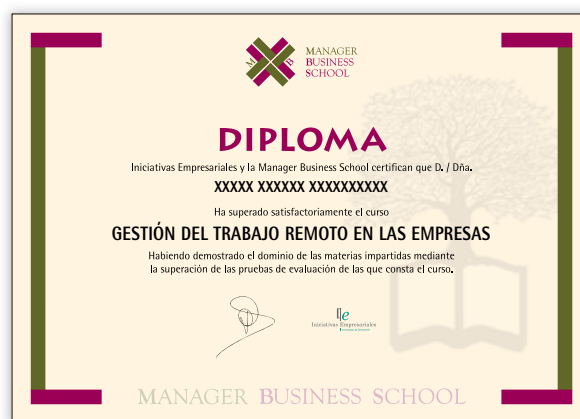 M B
MANAGER
BUSINESS
SCHOOL
DIPLOMA
Iniciativas Empresariales y la Manager Business School certifican que D. / Dña.
XXXXX XXXXXX XXXXXXXXXX
Ha superado satisfactoriamente el curso
GESTIÓN DEL TRABAJO REMOTO EN LAS EMPRESAS
Habiendo demostrado el dominio de las materias impartidas mediante
la superación de las pruebas de evaluación de las que consta el curso.
Iniciativas Empresariales
MANAGER BUSINESS SCHOOL